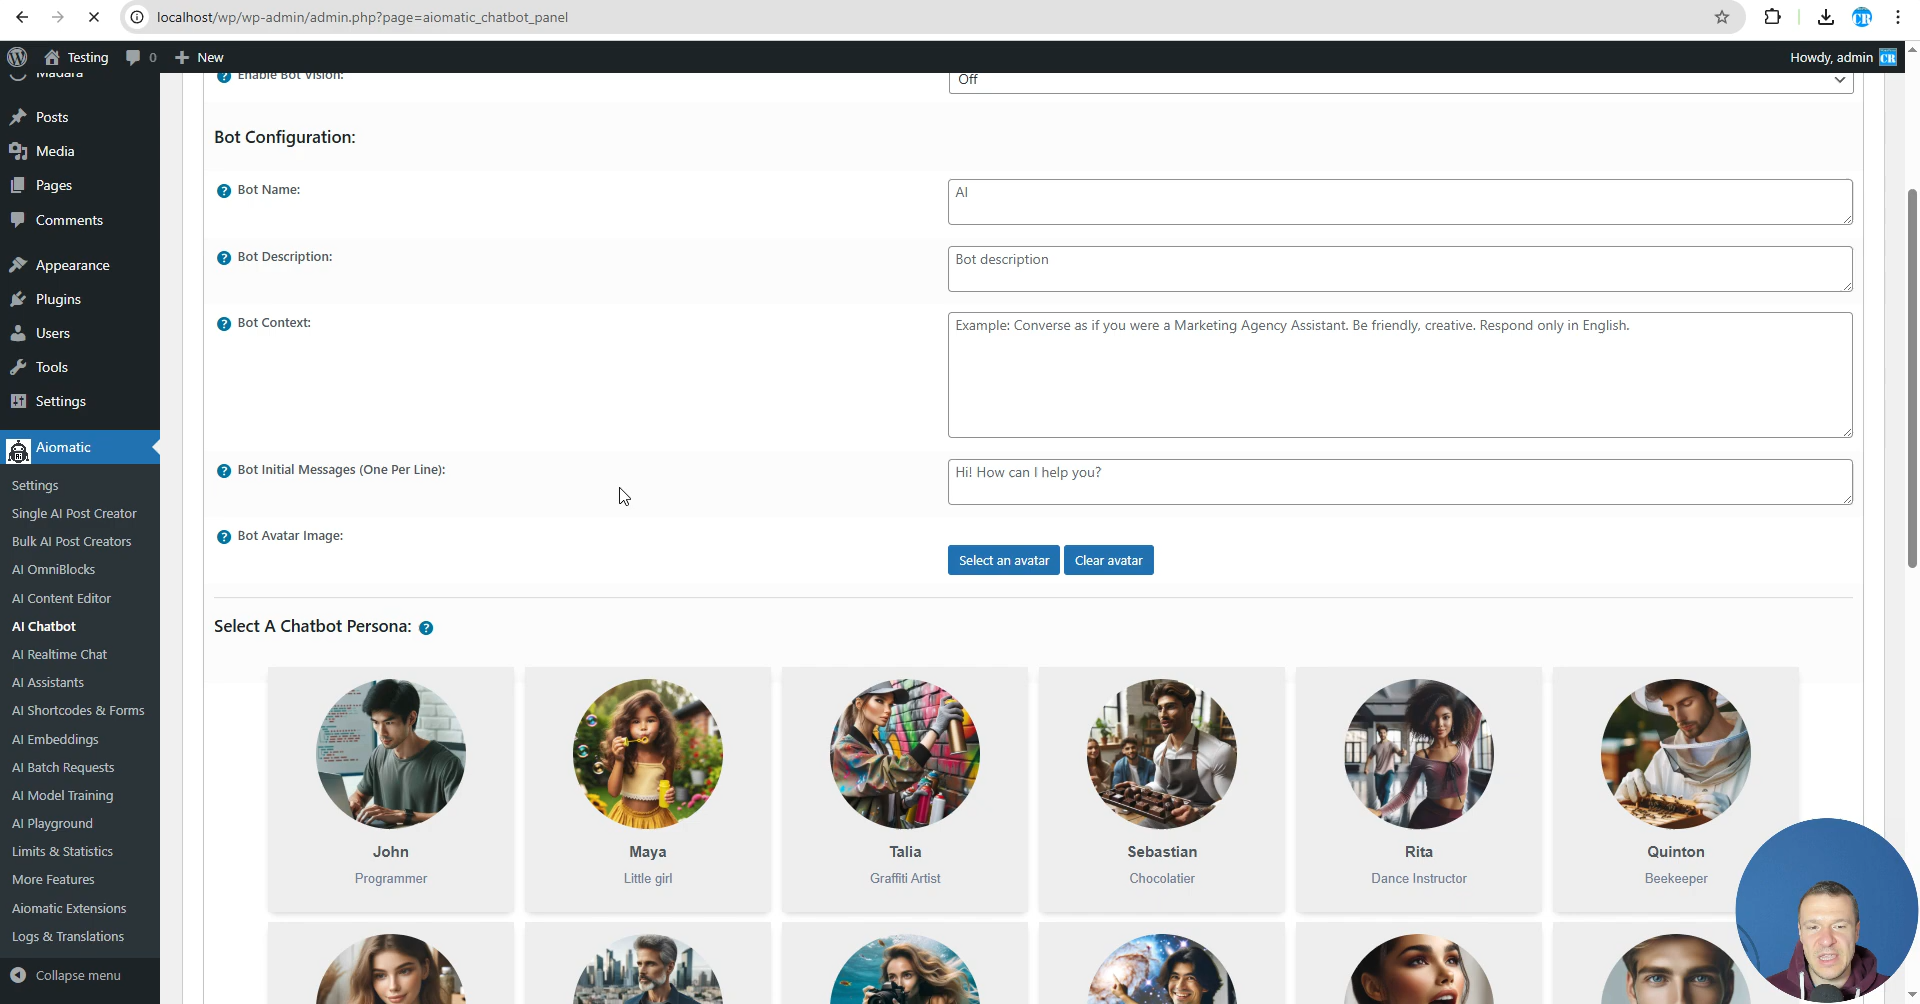 localhost/wp/wp-admin/admin.php?page=aiomatic_chatbot_panel
CR
Testing
0
New
Howdy, admin
CR
Madara
Posts
Media
Pages
Comments
Appearance
Plugins
Users
Tools
Settings
Aiomatic
Settings
Single AI Post Creator
Bulk AI Post Creators
AI OmniBlocks
AI Content Editor
AI Chatbot
AI Realtime Chat
AI Assistants
AI Shortcodes & Forms
AI Embeddings
AI Batch Requests
AI Model Training
AI Playground
Limits & Statistics
More Features
Aiomatic Extensions
Logs & Translations
Collapse menu
Enable Bot Vision:
Off
Bot Configuration:
Bot Name:
AI
Bot Description:
Bot description
Bot Context:
Example: Converse as if you were a Marketing Agency Assistant. Be friendly, creative. Respond only in English.
Bot Initial Messages (One Per Line):
Hi! How can I help you?
Bot Avatar Image:
Select an avatar
Clear avatar
Select A Chatbot Persona:
John
Programmer
Maya
Little girl
Talia
Graffiti Artist
Sebastian
Chocolatier
Rita
Dance Instructor
Quinton
Beekeeper